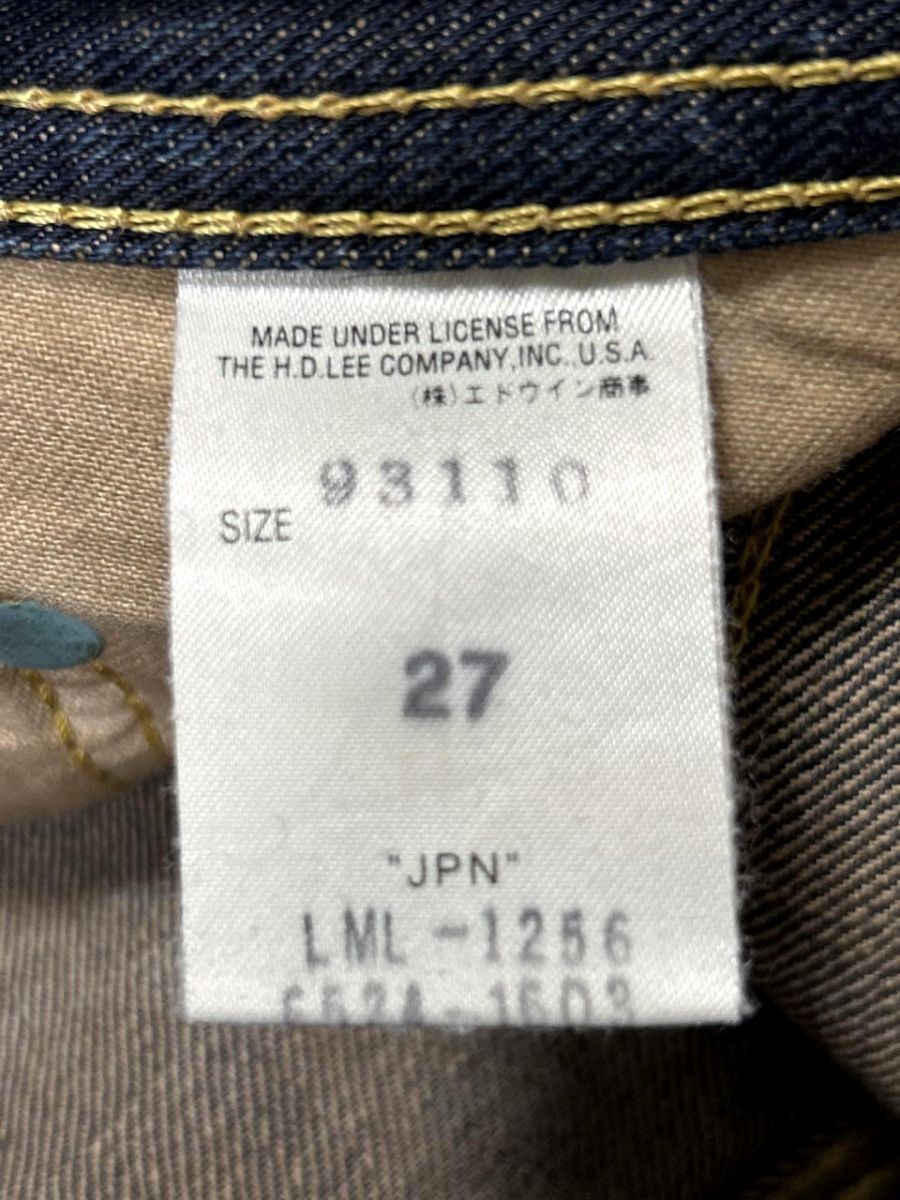 MADE UNDER LICENSE FROM
THE H.D.LEE COMPANY,INC.,U.S.A.
(株)エドウイン商事
93110
SIZE
27
"JPN"
LML-1256